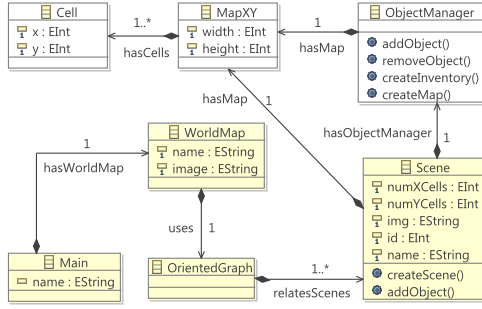 Cell
x : EInt
y : EInt
1..*
hasCells
MapXY
width : EInt
height : EInt
1
hasMap
ObjectManager
addObject()
removeObject()
createInventory()
createMap()
hasMap
1
hasObjectManager
1
WorldMap
name : EString
image : EString
1
hasWorldMap
Scene
numXCells : EInt
numYCells : EInt
img : EString
id : EInt
name : EString
createScene()
addObject()
uses
1
Main
name : EString
OrientedGraph
1..*
relatesScenes